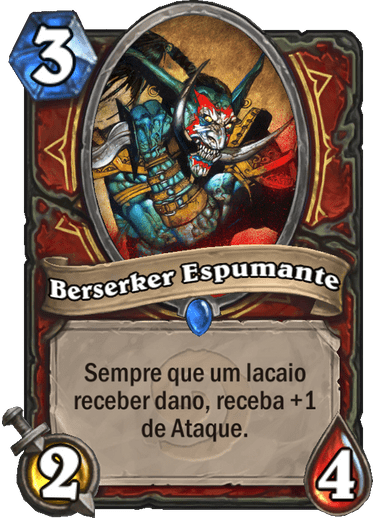 3
Berserker Espumante
Sempre que um lacaio
receber dano, receba +1
de Ataque.
2
4